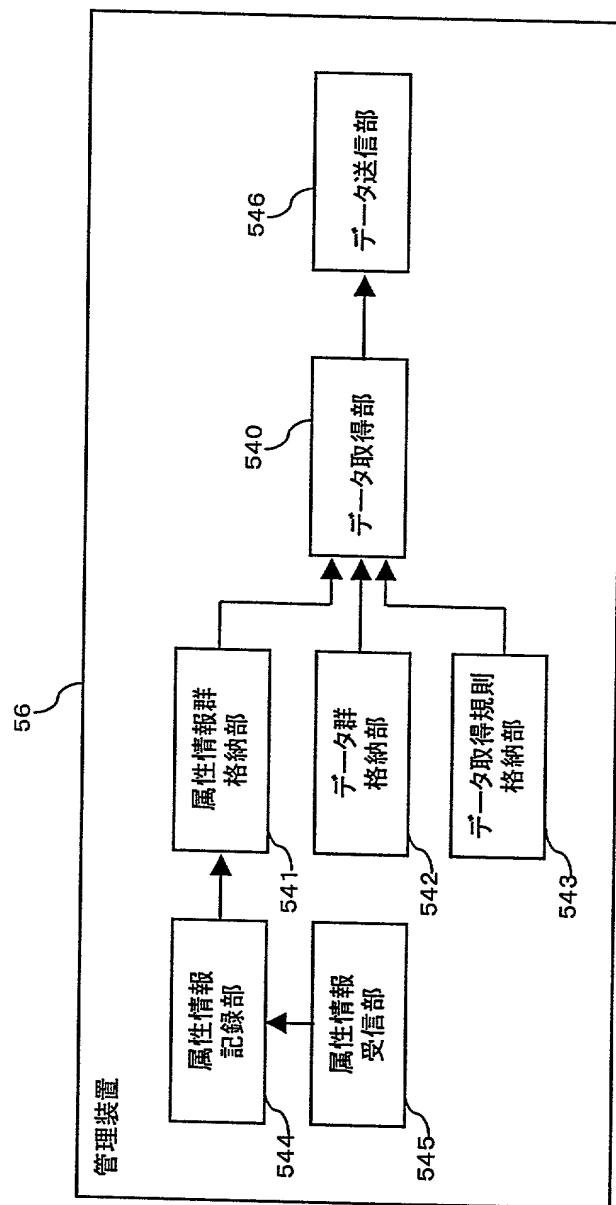 56
管理装置
544
属性情報
記録部
541
属性情報群
格納部
540
データ取得部
546
データ送信部
545
属性情報
受信部
542
データ群
格納部
543
データ取得規則
格納部